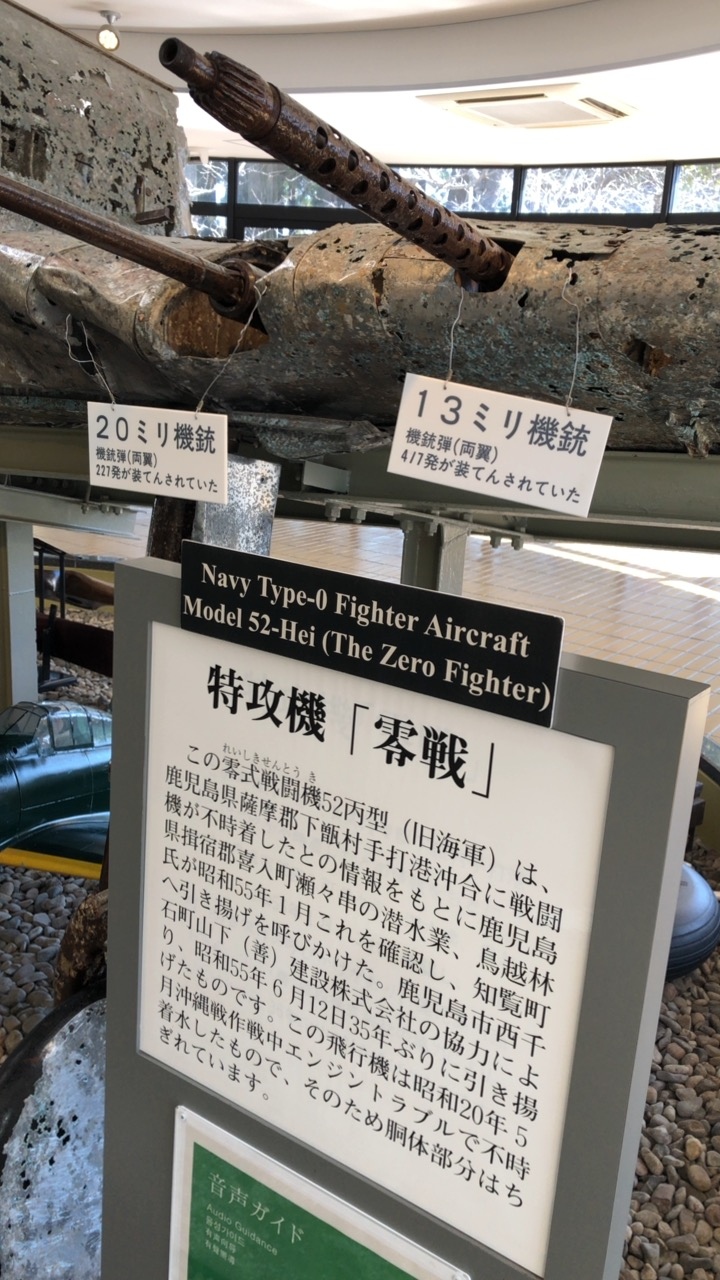 20ミリ機銃
機銃弾(両翼)
227発が装てんされていた
13ミリ機銃
機銃弾(両翼)
417発が装てんされていた
Navy Type-0 Fighter Aircraft
Model 52-Hei (The Zero Fighter)
特攻機「零戦」
れいしきせんとうき
この零式戦闘機52丙型（旧海軍）は、
鹿児島県薩摩郡下甑村手打港沖合に戦闘
機が不時着したとの情報をもとに鹿児島
県揖宿郡喜入町瀬々串の潜水業、鳥越林
氏が昭和55年1月これを確認し、知覧町
へ引き揚げを呼びかけた。鹿児島市西千
石町山下（善）建設株式会社の協力によ
り、昭和55年6月12日35年ぶりに引き揚
げたものです。この飛行機は昭和20年5
月沖縄戦作戦中エンジントラブルで不時
着水したもので、そのため胴体部分はち
ぎれています。
音声ガイド
Audio Guidance
음성가이드